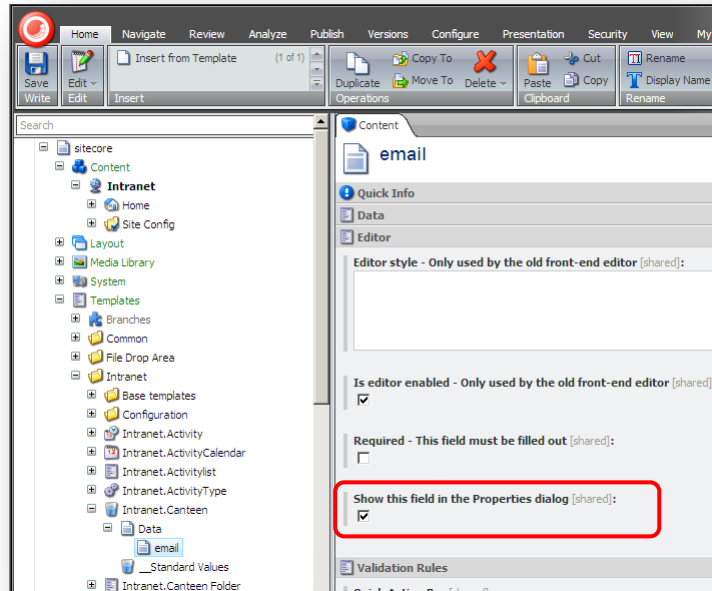 Home Navigate Review Analyze Publish Versions Configure Presentation Security View My
Save Edit Insert from Template (1 of 1) Duplicate Copy To Move To Delete Paste Cut Copy Rename Display Name
Write Edit Insert Operations Clipboard Rename
Search
sitecore
Content
Intranet
Home
Site Config
Layout
Media Library
System
Templates
Branches
Common
File Drop Area
Intranet
Base templates
Configuration
Intranet.Activity
Intranet.ActivityCalendar
Intranet.Activitylist
Intranet.ActivityType
Intranet.Canteen
Data
email
__Standard Values
Intranet.Canteen Folder
Content
email
Quick Info
Data
Editor
Editor style - Only used by the old front-end editor [shared]:
Is editor enabled - Only used by the old front-end editor [shared]
Required - This field must be filled out [shared]:
Show this field in the Properties dialog [shared]:
Validation Rules